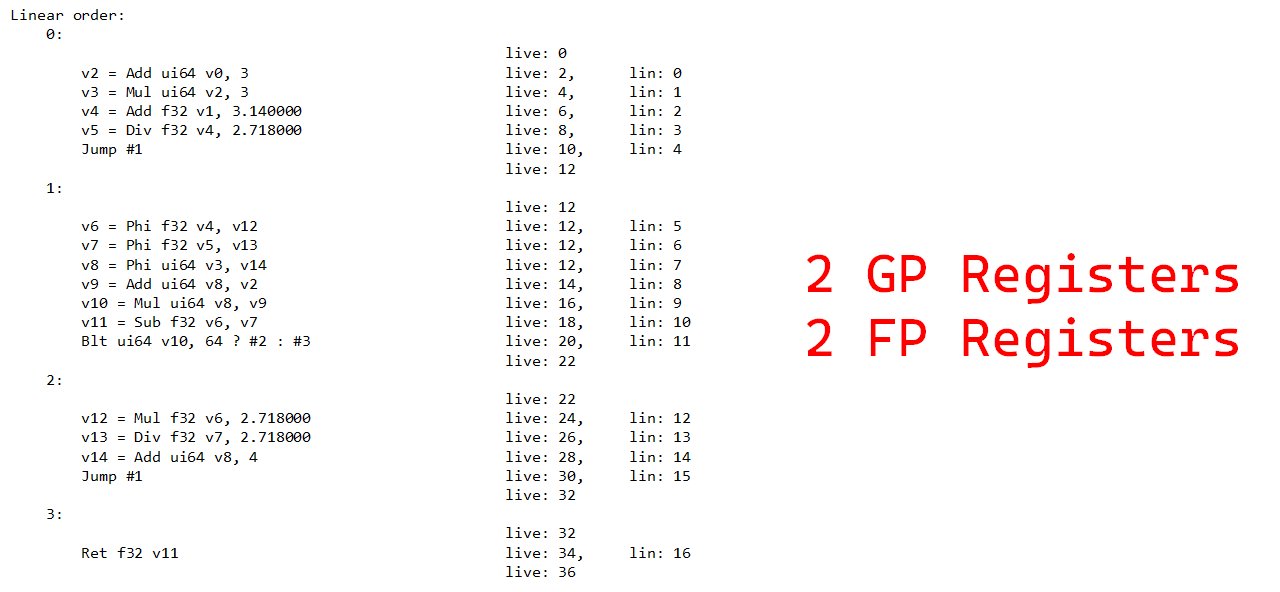 Linear order:
0:
live: 0
v2 = Add ui64 v0, 3 live: 2, lin: 0
v3 = Mul ui64 v2, 3 live: 4, lin: 1
v4 = Add f32 v1, 3.140000 live: 6, lin: 2
v5 = Div f32 v4, 2.718000 live: 8, lin: 3
Jump #1 live: 10, lin: 4
live: 12
1:
live: 12
v6 = Phi f32 v4, v12 live: 12, lin: 5
v7 = Phi f32 v5, v13 live: 12, lin: 6
v8 = Phi ui64 v3, v14 live: 12, lin: 7
v9 = Add ui64 v8, v2 live: 14, lin: 8
v10 = Mul ui64 v8, v9 live: 16, lin: 9
v11 = Sub f32 v6, v7 live: 18, lin: 10
Blt ui64 v10, 64 ? #2 : #3 live: 20, lin: 11
live: 22
2:
live: 22
v12 = Mul f32 v6, 2.718000 live: 24, lin: 12
v13 = Div f32 v7, 2.718000 live: 26, lin: 13
v14 = Add ui64 v8, 4 live: 28, lin: 14
Jump #1 live: 30, lin: 15
live: 32
3:
live: 32
Ret f32 v11 live: 34, lin: 16
live: 36
2 GP Registers
2 FP Registers